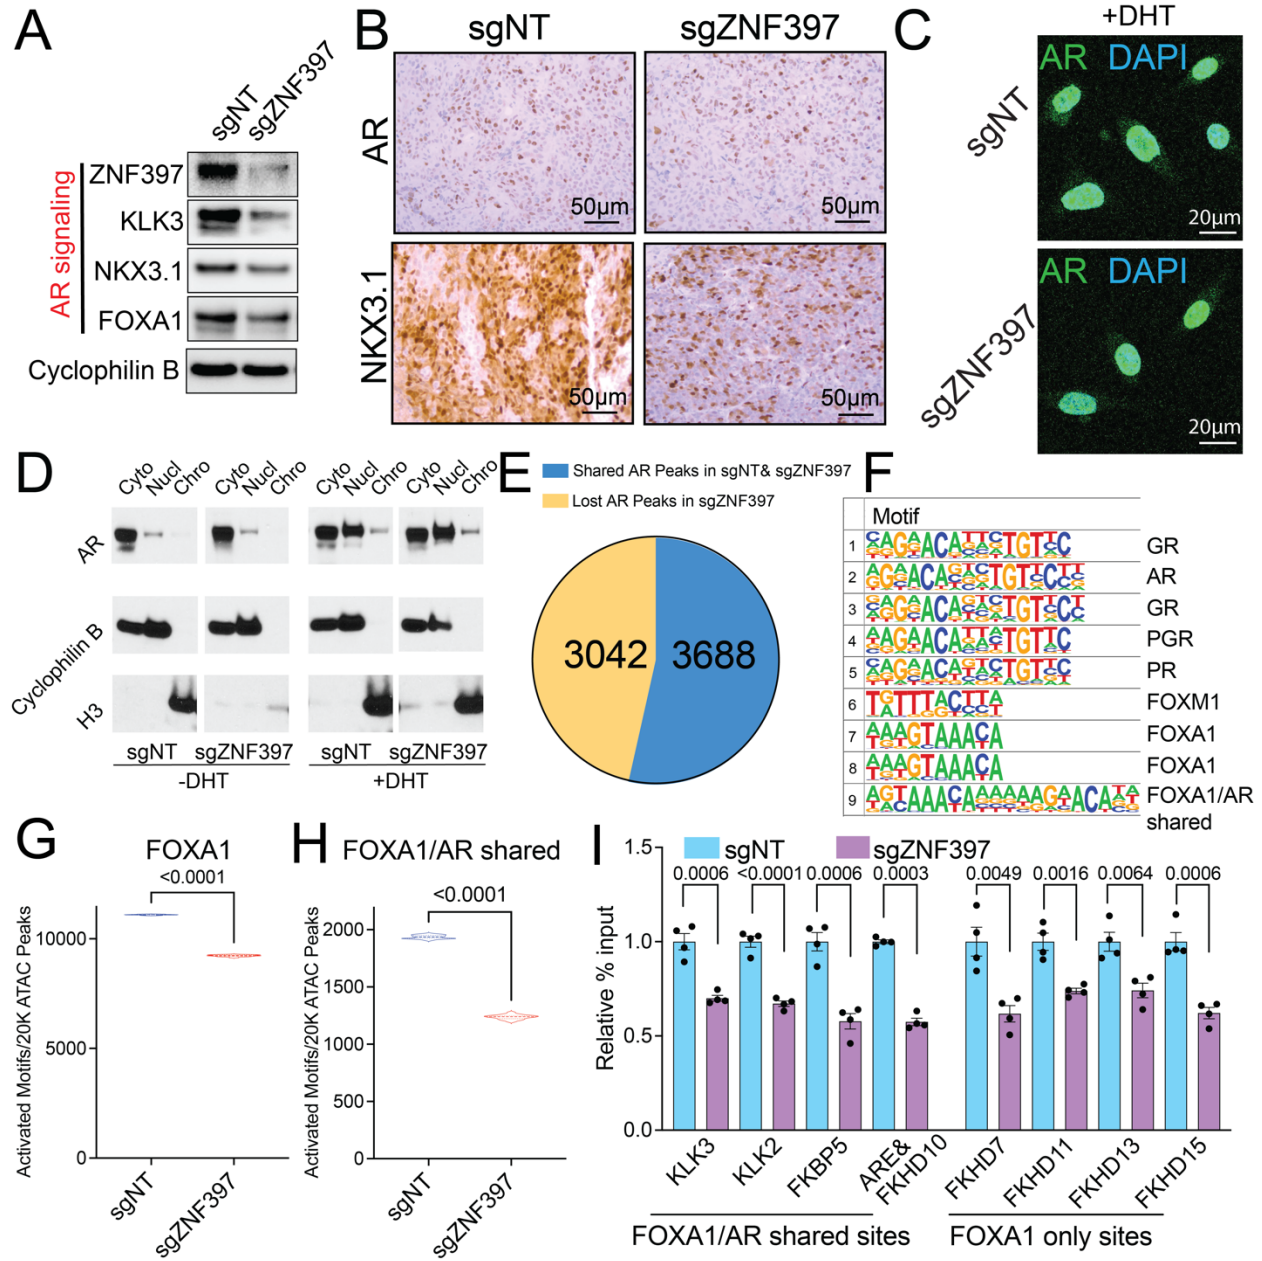 A
sgNT
sgZNF397
AR signaling
ZNF397
KLK3
NKX3.1
FOXA1
Cyclophilin B
B
sgNT
sgZNF397
AR
50µm
50µm
NKX3.1
50µm
50µm
C
+DHT
sgNT
AR DAPI
20µm
sgZNF397
AR DAPI
20µm
D
Cyto Nucl Chro Cyto Nucl Chro Cyto Nucl Chro Cyto Nucl Chro
AR
Cyclophilin B
H3
sgNT sgZNF397 sgNT sgZNF397
-DHT +DHT
E
Shared AR Peaks in sgNT& sgZNF397
Lost AR Peaks in sgZNF397
3042 3688
F
Motif
1 GR
2 AR
3 GR
4 PGR
5 PR
6 FOXM1
7 FOXA1
8 FOXA1
9 FOXA1/AR
shared
G
FOXA1
<0.0001
Activated Motifs/20K ATAC Peaks
10000
5000
0
sgNT
sgZNF397
H
FOXA1/AR shared
<0.0001
Activated Motifs/20K ATAC Peaks
2000
1500
1000
500
0
sgNT
sgZNF397
I
sgNT sgZNF397
0.0006 <0.0001 0.0006 0.0003 0.0049 0.0016 0.0064 0.0006
Relative % input
1.5
1.0
0.5
0.0
KLK3
KLK2
FKBP5
ARE&
FKHD10
FKHD7
FKHD11
FKHD13
FKHD15
FOXA1/AR shared sites
FOXA1 only sites